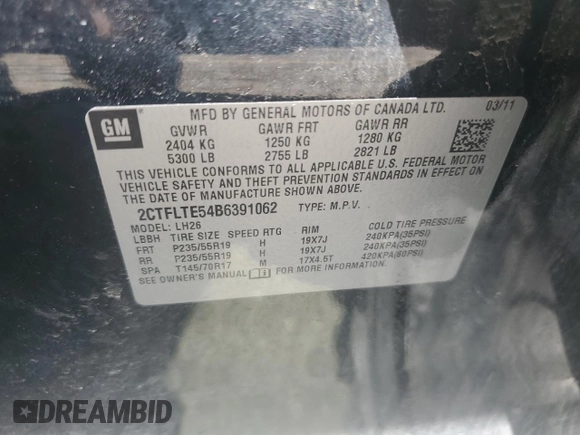 MFD BY GENERAL MOTORS OF CANADA LTD. 03/11
GM
GVWR GAWR FRT GAWR RR
2404 KG 1250 KG 1280 KG
5300 LB 2755 LB 2821 LB
THIS VEHICLE CONFORMS TO ALL APPLICABLE U.S. FEDERAL MOTOR
VEHICLE SAFETY AND THEFT PREVENTION STANDARDS IN EFFECT ON
THE DATE OF MANUFACTURE SHOWN ABOVE.
2CTFLTE54B6391062 TYPE: M.P.V.
MODEL: LH26
LBBH TIRE SIZE SPEED RTG RIM COLD TIRE PRESSURE
FRT P235/55R19 H 19X7J 240KPA(35PSI)
RR P235/55R19 H 19X7J 240KPA(35PSI)
SPA T145/70R17 M 17X4.5T 420KPA(60PSI)
SEE OWNER'S MANUAL FOR MORE INFORMATION.
DREAMBID